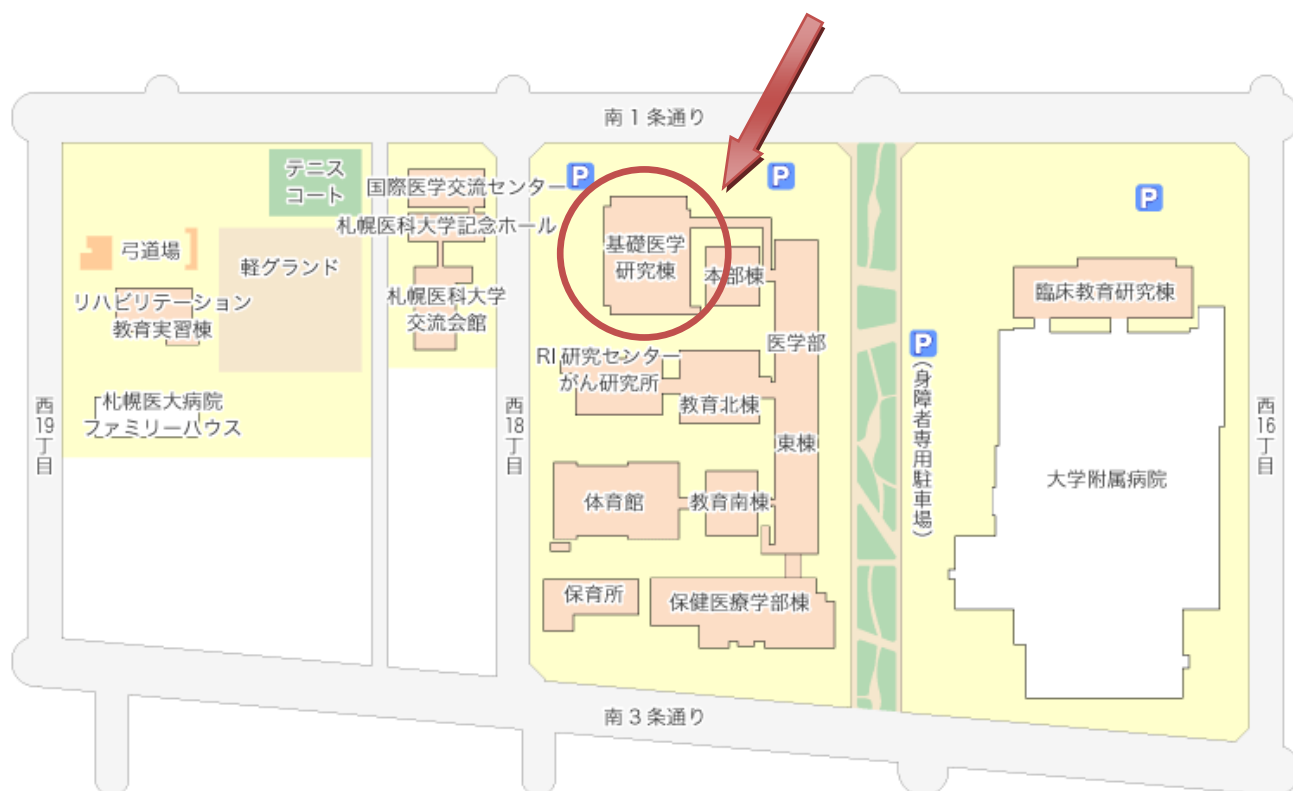 南1条通り
テニス
コート
国際医学交流センター
P
P
P
札幌医科大学記念ホール
弓道場
軽グランド
基礎医学
研究棟
本部棟
リハビリテーション
教育実習棟
札幌医科大学
交流会館
臨床教育研究棟
医学部
東棟
P
(身障者専用駐車場)
RI研究センター
がん研究所
教育北棟
札幌医大病院
ファミリーハウス
西19丁目
西18丁目
西16丁目
大学附属病院
体育館
教育南棟
保育所
保健医療学部棟
南3条通り